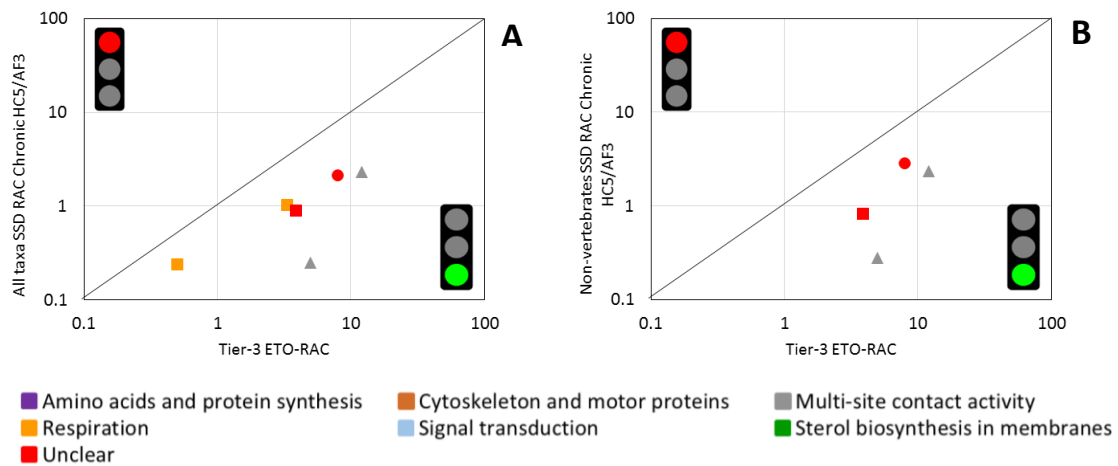 A
All taxa SSD RAC Chronic HC5/AF3
100
10
1
0.1
0.1 1 10 100
Tier-3 ETO-RAC
B
Non-vertebrates SSD RAC Chronic
HC5/AF3
100
10
1
0.1
0.1 1 10 100
Tier-3 ETO-RAC
Amino acids and protein synthesis
Cytoskeleton and motor proteins
Multi-site contact activity
Respiration
Signal transduction
Sterol biosynthesis in membranes
Unclear